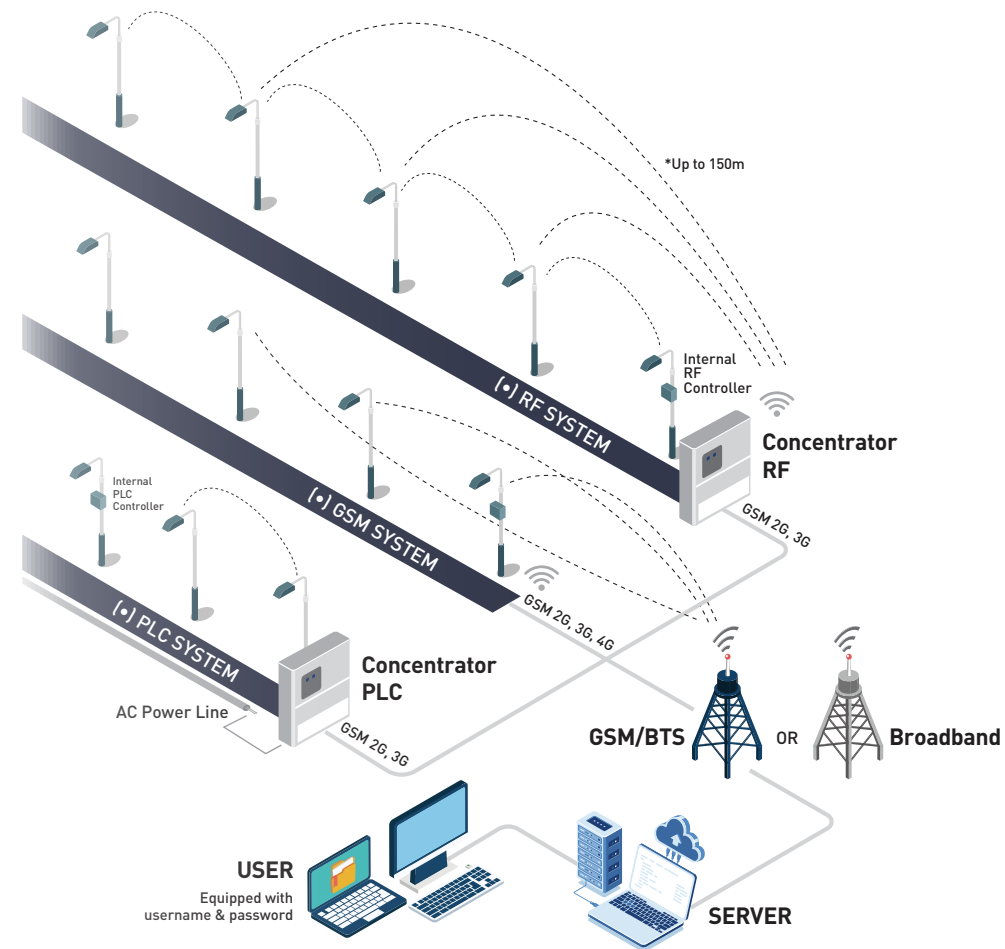 *Up to 150m
Internal
RF
Controller
(•) RF SYSTEM
Concentrator
RF
GSM 2G, 3G
Internal
PLC
Controller
(•) GSM SYSTEM
GSM 2G, 3G, 4G
(•) PLC SYSTEM
Concentrator
PLC
AC Power Line
GSM 2G, 3G
GSM/BTS
OR
Broadband
USER
Equipped with
username & password
SERVER